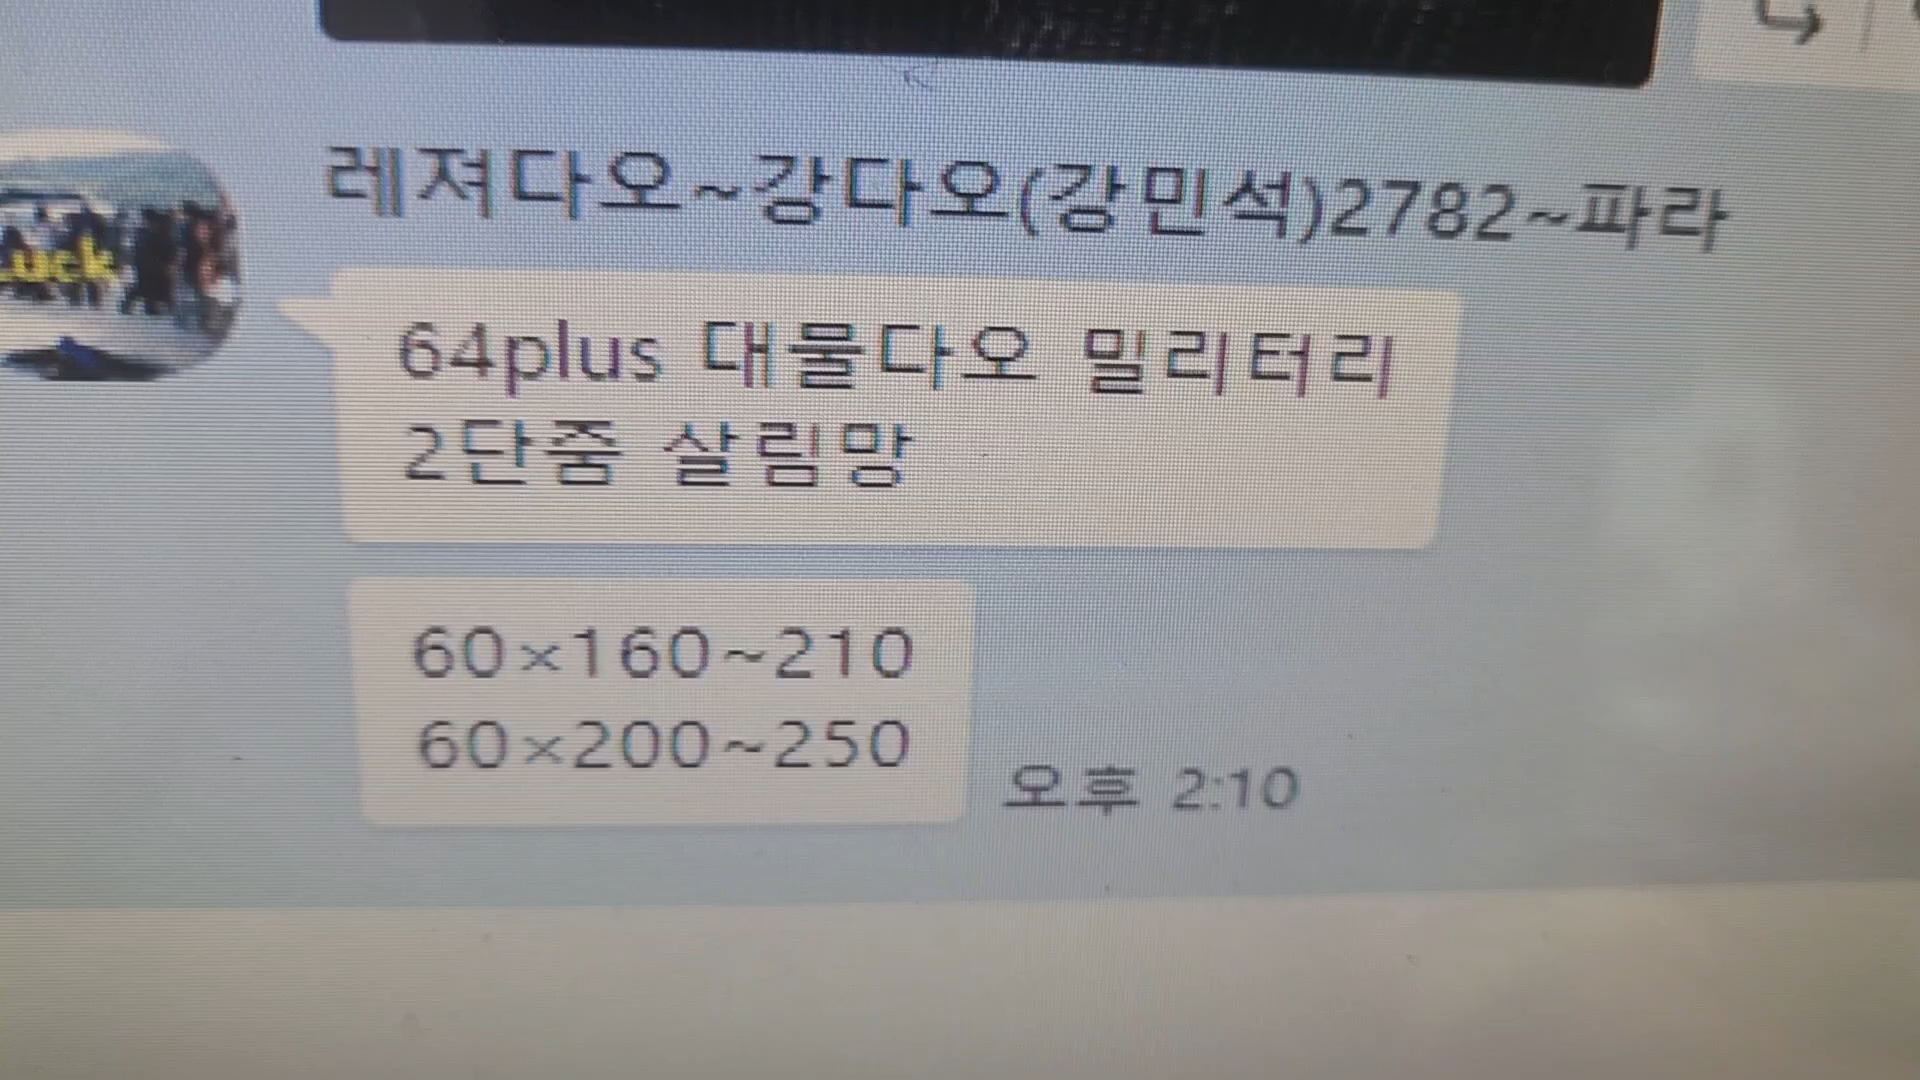 레져다오~강다오(강민석)2782~파라
Luck
64plus 대물다오 밀리터리
2단줌 살림망
60×160~210
60×200~250
오후 2:10